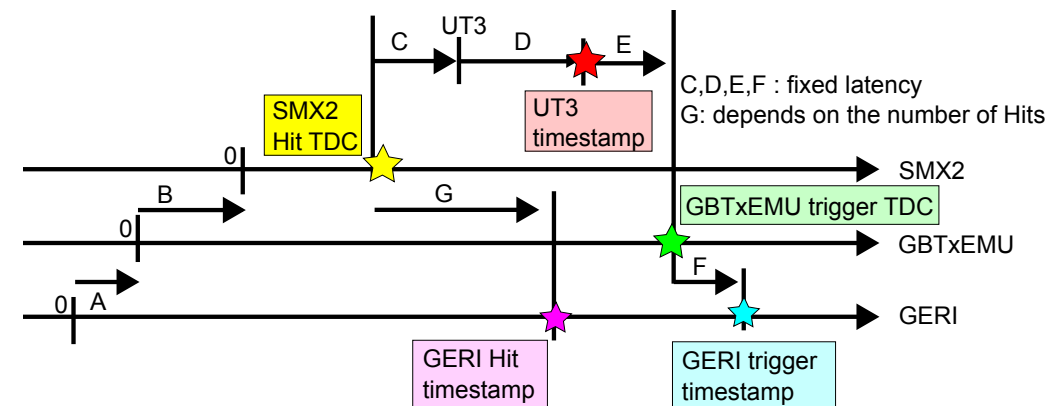 UT3
C
D
E
C,D,E,F : fixed latency
G: depends on the number of Hits
SMX2
Hit TDC
UT3
timestamp
0
SMX2
B
G
GBTxEMU trigger TDC
0
GBTxEMU
A
F
0
GERI
GERI Hit
timestamp
GERI trigger
timestamp